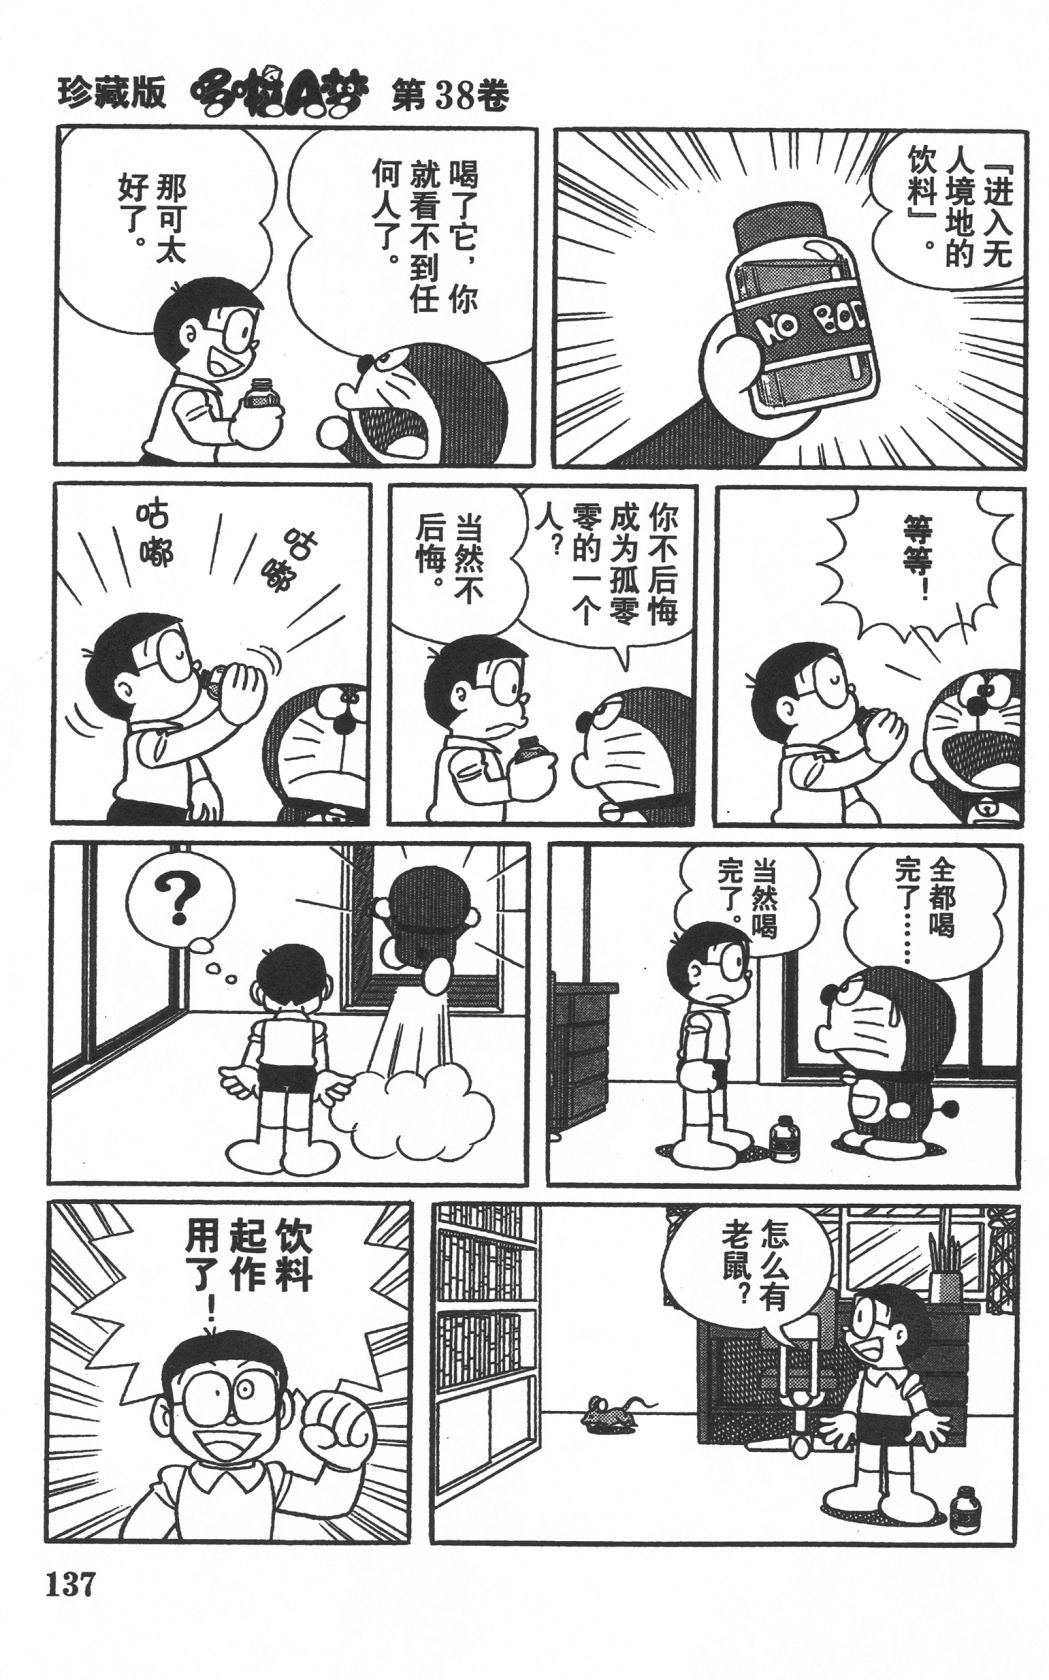 珍藏版 哆啦A梦 第38卷
『进入无
人境地的
饮料』。
NO BOD
喝了它，你
就看不到任
何人了。
那可太
好了。
等等！
你不后悔
成为孤零
零的一个
人？
当然不
后悔。
咕嘟
咕嘟
全都喝
完了……
当然喝
完了。
？
怎么有
老鼠？
饮料
起作
用了！
137